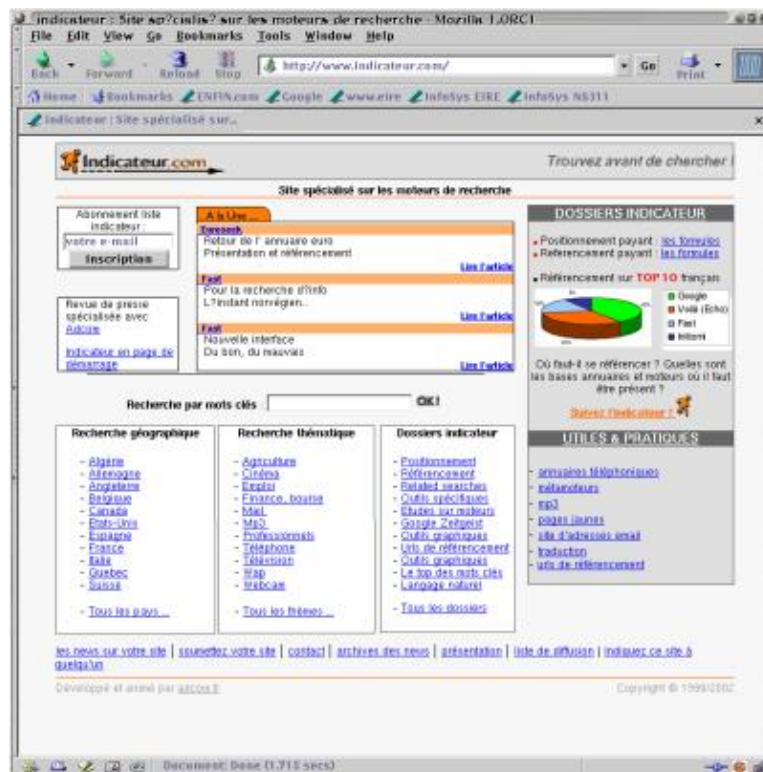 indicateur : Site sp?cialis? sur les moteurs de recherche - Mozilla 1.0RC1
File Edit View Go Bookmarks Tools Window Help
Back Forward Reload Stop http://www.indicateur.com/ Go Print
Home Bookmarks ENFIN.com Google www.eire InfoSys EIRE InfoSys NS311
Indicateur : Site spécialisé sur...
Indicateur.com
Trouvez avant de chercher !
Site spécialisé sur les moteurs de recherche
Abonnement liste
indicateur :
votre e-mail
Inscription
Revue de presse
spécialisée avec
Adcom
Indicateur en page de
démarrage
A la Une ...
Euroseek
Retour de l' annuaire euro
Présentation et référencement
Lire l'article
Fast
Pour la recherche d?info
L?instant norvégien...
Lire l'article
Fast
Nouvelle interface
Du bon, du mauvais
Lire l'article
DOSSIERS INDICATEUR
Positionnement payant : les formules
Referencement payant : les formules
Référencement sur TOP 10 français
Google
Voilà (Echo)
Fast
Inktomi
Où faut-il se référencer ? Quelles sont
les bases annuaires et moteurs où il faut
être présent ?
Suivez l'indicateur !
Recherche par mots clés : OK!
Recherche géographique
- Algérie
- Allemagne
- Angleterre
- Belgique
- Canada
- Etats-Unis
- Espagne
- France
- Italie
- Quebec
- Suisse
- Tous les pays ...
Recherche thématique
- Agriculture
- Cinéma
- Emploi
- Finance, bourse
- Mail
- Mp3
- Professionnels
- Téléphone
- Télévision
- Wap
- Webcam
- Tous les thèmes ...
Dossiers indicateur
- Positionnement
- Référencement
- Related searches
- Outils spécifiques
- Etudes sur moteurs
- Google Zeitgeist
- Outils graphiques
- Urls de référencement
- Outils graphiques
- Le top des mots clés
- Langage naturel
- Tous les dossiers
UTILES & PRATIQUES
- annuaires téléphoniques
- métamoteurs
- mp3
- pages jaunes
- site d'adresses email
- traduction
- urls de référencement
les news sur votre site | soumettez votre site | contact | archives des news | présentation | liste de diffusion | indiquez ce site à
quelqu'un
Développé et animé par adcom.fr
Copyright © 1999/2002
Document: Done (1.715 secs)